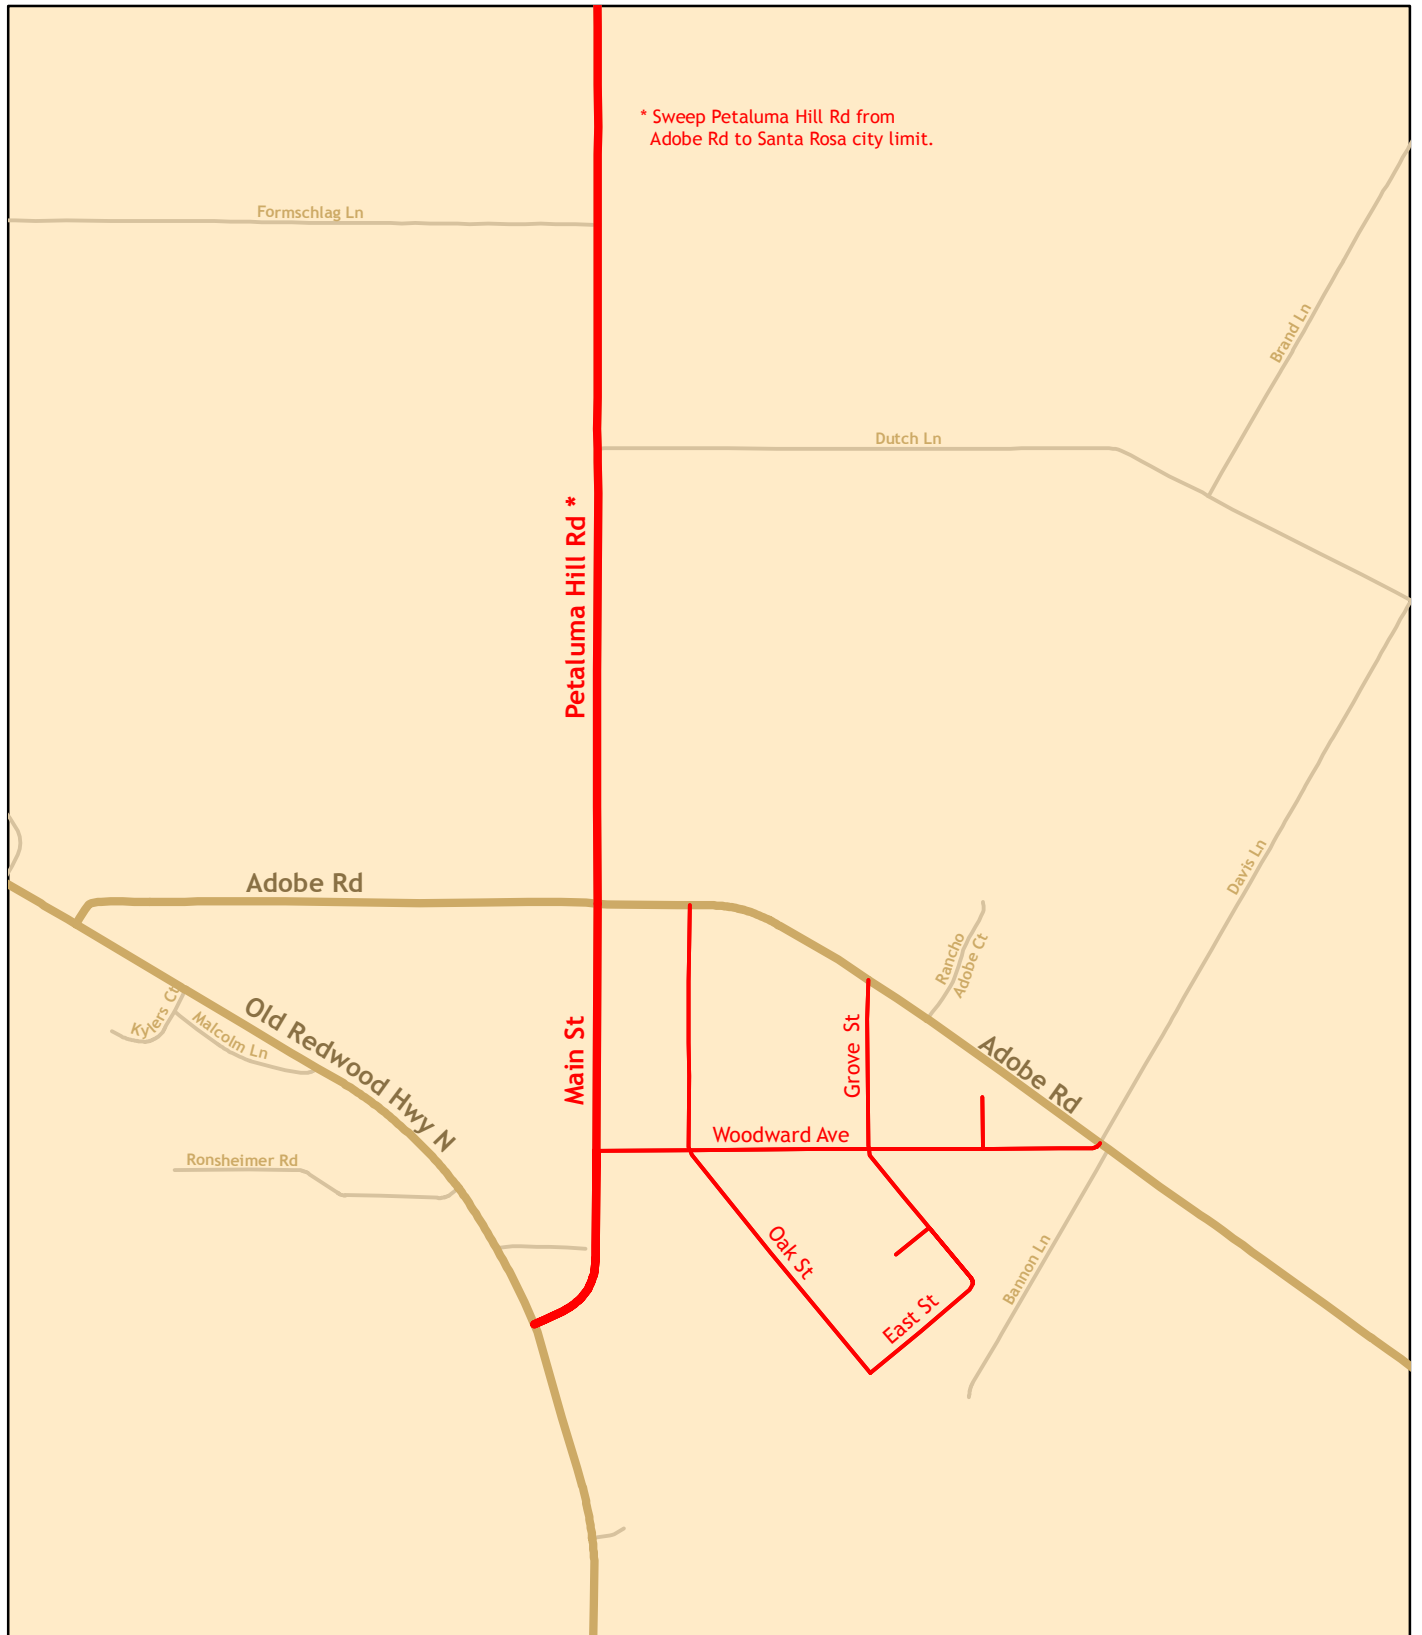 * Sweep Petaluma Hill Rd from
Adobe Rd to Santa Rosa city limit.
Formschlag Ln
Brand Ln
Dutch Ln
Petaluma Hill Rd *
Davis Ln
Adobe Rd
Rancho
Adobe Ct
Kylers Ct
Malcolm Ln
Old Redwood Hwy N
Main St
Grove St
Adobe Rd
Woodward Ave
Ronsheimer Rd
Oak St
East St
Bannon Ln